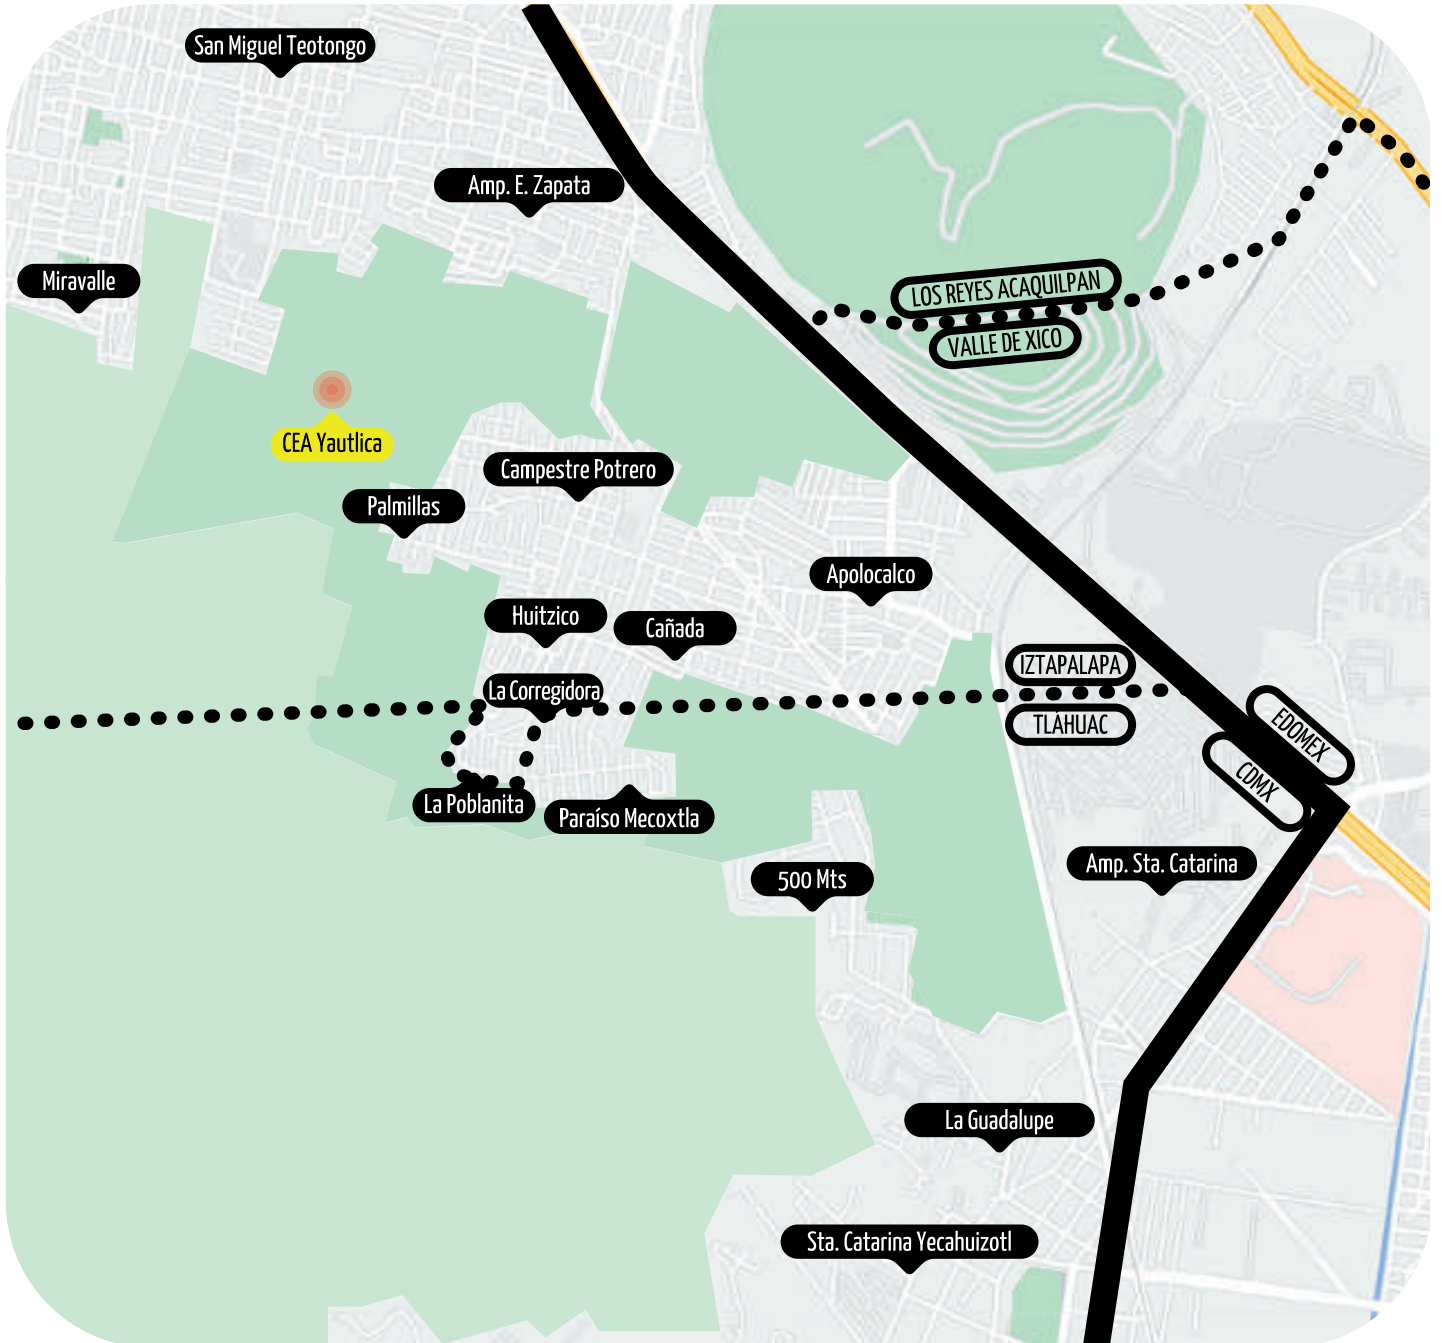 San Miguel Teotongo
Amp. E. Zapata
Miravalle
LOS REYES ACAQUILPAN
VALLE DE XICO
CEA Yautlica
Campestre Potrero
Palmillas
Apolocalco
Huitzico
Cañada
IZTAPALAPA
La Corregidora
TLÁHUAC
EDOMEX
CDMX
La Poblanita
Paraíso Mecoxtla
Amp. Sta. Catarina
500 Mts
La Guadalupe
Sta. Catarina Yecahuizotl